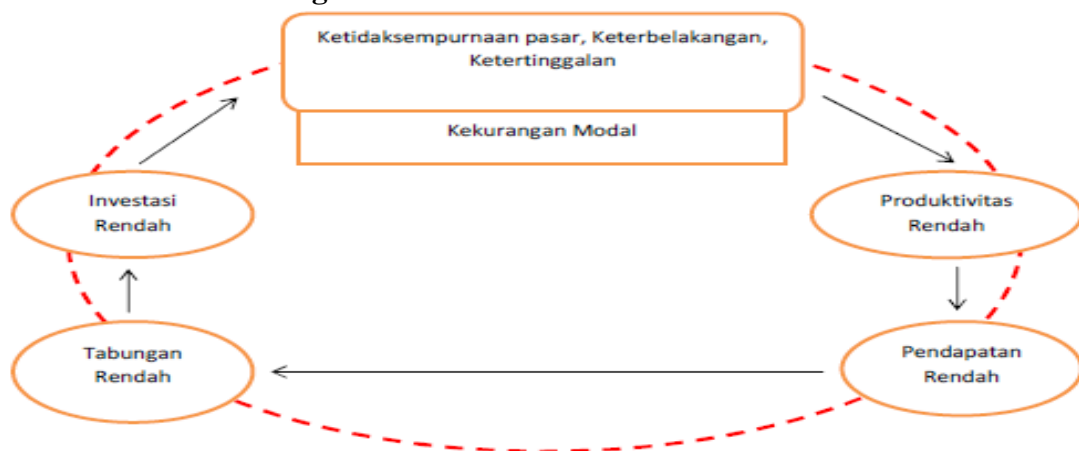 Ketidaksempurnaan pasar, Keterbelakangan,
Ketertinggalan
Kekurangan Modal
Investasi
Rendah
Produktivitas
Rendah
Tabungan
Rendah
Pendapatan
Rendah